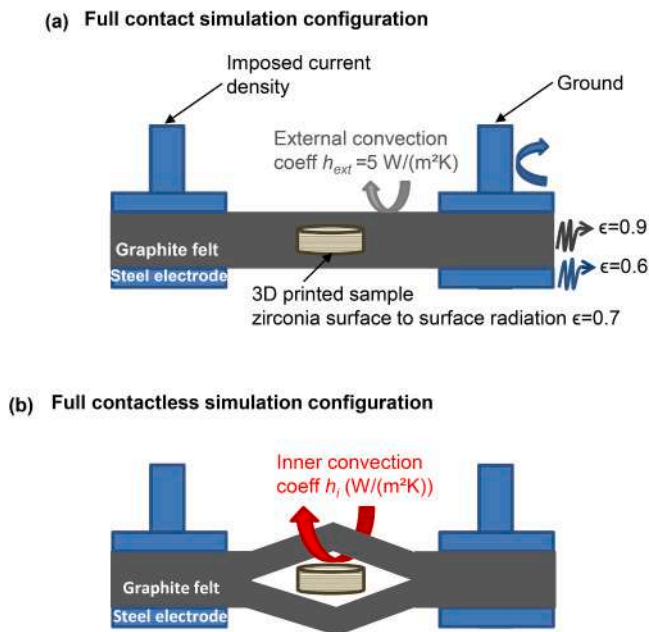 (a) Full contact simulation configuration
Imposed current
density
Ground
External convection
coeff h_ext =5 W/(m²K)
ϵ=0.9
Graphite felt
ϵ=0.6
Steel electrode
3D printed sample
zirconia surface to surface radiation ϵ=0.7
(b) Full contactless simulation configuration
Inner convection
coeff h_i (W/(m²K))
Graphite felt
Steel electrode